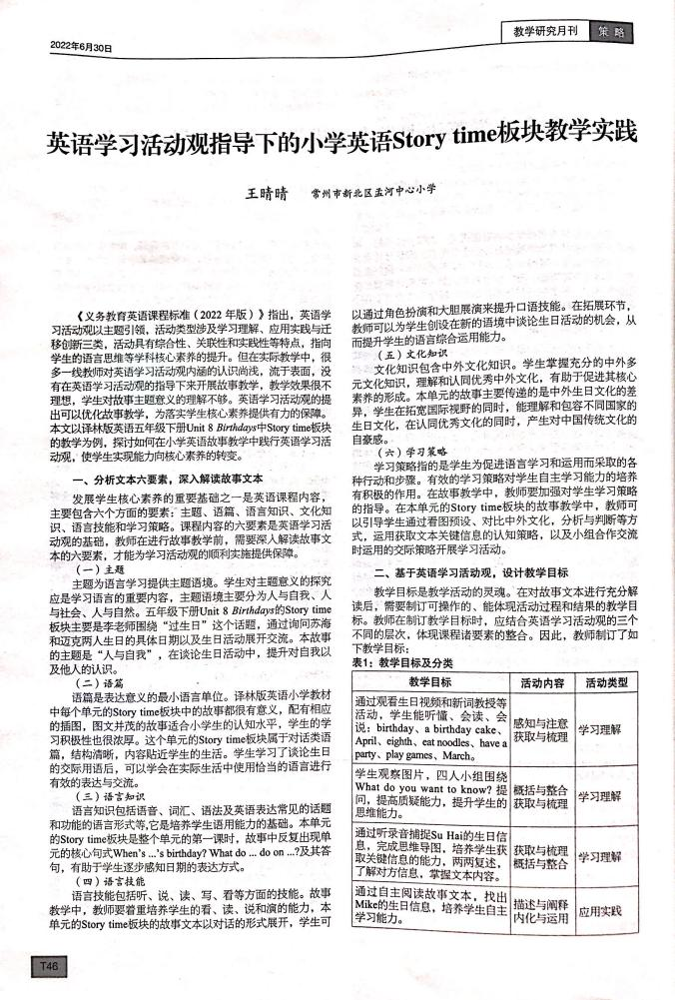 2022年6月30日
教学研究月刊 策略
英语学习活动观指导下的小学英语Story time板块教学实践
王晴晴 常州市新北区孟河中心小学
《义务教育英语课程标准（2022 年版）》指出，英语学
习活动观以主题引领，活动类型涉及学习理解、应用实践与迁
移创新三类，活动具有综合性、关联性和实践性等特点，指向
学生的语言思维等学科核心素养的提升。但在实际教学中，很
多一线教师对英语学习活动观内涵的认识尚浅，流于表面，没
有在英语学习活动观的指导下来开展故事教学，教学效果很不
理想，学生对故事主题意义的理解不够。英语学习活动观的提
出可以优化故事教学，为落实学生核心素养提供有力的保障。
本文以译林版英语五年级下册Unit 8 Birthdays中Story time板块
的教学为例，探讨如何在小学英语故事教学中践行英语学习活
动观，使学生实现能力向核心素养的转变。
一、分析文本六要素，深入解读故事文本
发展学生核心素养的重要基础之一是英语课程内容，
主要包含六个方面的要素：主题、语篇、语言知识、文化知
识、语言技能和学习策略。课程内容的六要素是英语学习活
动观的基础，教师在进行故事教学前，需要深入解读故事文
本的六要素，才能为学习活动观的顺利实施提供保障。
（一）主题
主题为语言学习提供主题语境。学生对主题意义的探究
应是学习语言的重要内容，主题语境主要分为人与自我、人
与社会、人与自然。五年级下册Unit 8 Birthdays的Story time
板块主要是李老师围绕“过生日”这个话题，通过询问苏海
和迈克两人生日的具体日期以及生日活动展开交流。本故事
的主题是“人与自我”，在谈论生日活动中，提升对自我以
及他人的认识。
（二）语篇
语篇是表达意义的最小语言单位。译林版英语小学教材
中每个单元的Story time板块中的故事都很有意义，配有相应
的插图，图文并茂的故事适合小学生的认知水平，学生的学
习积极性也很浓厚。这个单元的Story time板块属于对话类语
篇，结构清晰，内容贴近学生的生活。学生学习了谈论生日
的交际用语后，可以学会在实际生活中使用恰当的语言进行
有效的表达与交流。
（三）语言知识
语言知识包括语音、词汇、语法及英语表达常见的话题
和功能的语言形式等,它是培养学生语用能力的基础。本单元
的Story time板块是整个单元的第一课时，故事中反复出现单
元的核心句式When's ...'s birthday? What do ... do on ...?及其答
句，有助于学生逐步感知日期的表达方式。
（四）语言技能
语言技能包括听、说、读、写、看等方面的技能。故事
教学中，教师要着重培养学生的看、读、说和演的能力，本
单元的Story time板块的故事文本以对话的形式展开，学生可
以通过角色扮演和大胆展演来提升口语技能。在拓展环节，
教师可以为学生创设在新的语境中谈论生日活动的机会，从
而提升学生的语言综合运用能力。
（五）文化知识
文化知识包含中外文化知识。学生掌握充分的中外多
元文化知识，理解和认同优秀中外文化，有助于促进其核心
素养的形成。本单元的故事主要传递的是中外生日文化的差
异，学生在拓宽国际视野的同时，能理解和包容不同国家的
生日文化，在认同优秀文化的同时，产生对中国传统文化的
自豪感。
（六）学习策略
学习策略指的是学生为促进语言学习和运用而采取的各
种行动和步骤。有效的学习策略对学生自主学习能力的培养
有积极的作用。在故事教学中，教师要加强对学生学习策略
的指导。在本单元的Story time板块的故事教学中，教师可
以引导学生通过看图预设、对比中外文化，分析与判断等方
式，运用获取文本关键信息的认知策略，以及小组合作交流
时运用的交际策略开展学习活动。
二、基于英语学习活动观，设计教学目标
教学目标是教学活动的灵魂。在对故事文本进行充分解
读后，需要制订可操作的、能体现活动过程和结果的教学目
标。教师在制订教学目标时，应结合英语学习活动观的三个
不同的层次，体现课程诸要素的整合。因此，教师制订了如
下教学目标：
表1：教学目标及分类
教学目标 活动内容 活动类型
通过观看生日视频和新词教授等
活动，学生能听懂、会读、会
说：birthday、a birthday cake、
April、eighth、eat noodles、have a
party、play games、March。
感知与注意
获取与梳理
学习理解
学生观察图片，四人小组围绕
What do you want to know？提
问，提高质疑能力，提升学生的
思维能力。
概括与整合
获取与梳理
学习理解
通过听录音捕捉Su Hai的生日信
息，完成思维导图，培养学生获
取关键信息的能力，两两复述，
了解对方信息，掌握文本内容。
获取与梳理
概括与整合
学习理解
通过自主阅读故事文本，找出
Mike的生日信息，培养学生自主
学习能力。
描述与阐释
内化与运用
应用实践
T46